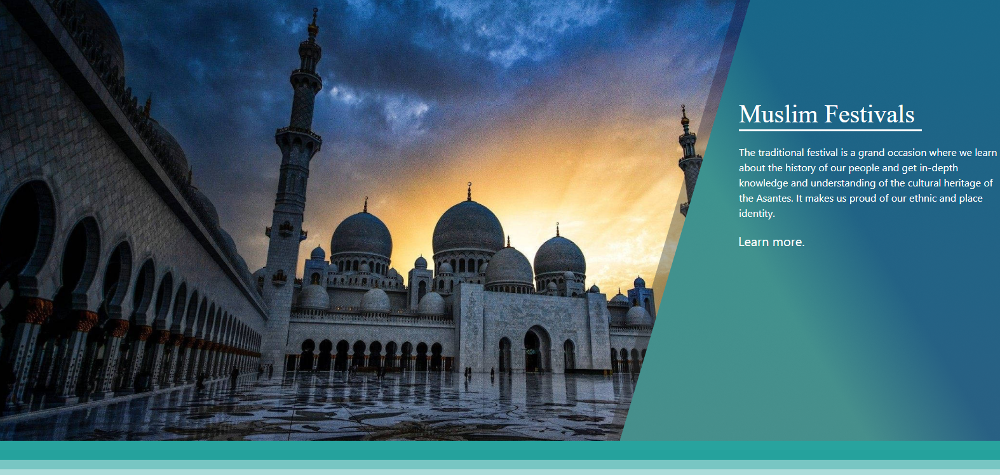 Muslim Festivals
The traditional festival is a grand occasion where we learn
about the history of our people and get in-depth
knowledge and understanding of the cultural heritage of
the Asantes. It makes us proud of our ethnic and place
identity.
Learn more.